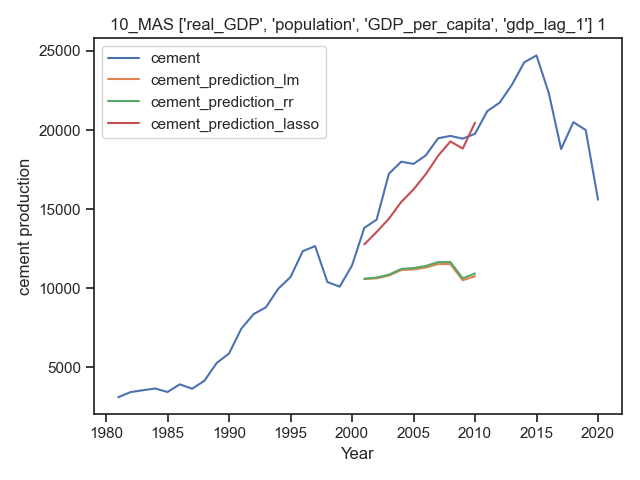 10_MAS ['real_GDP', 'population', 'GDP_per_capita', 'gdp_lag_1'] 1
cement
cement_prediction_lm
cement_prediction_rr
cement_prediction_lasso
25000
20000
15000
10000
5000
cement production
1980 1985 1990 1995 2000 2005 2010 2015 2020
Year